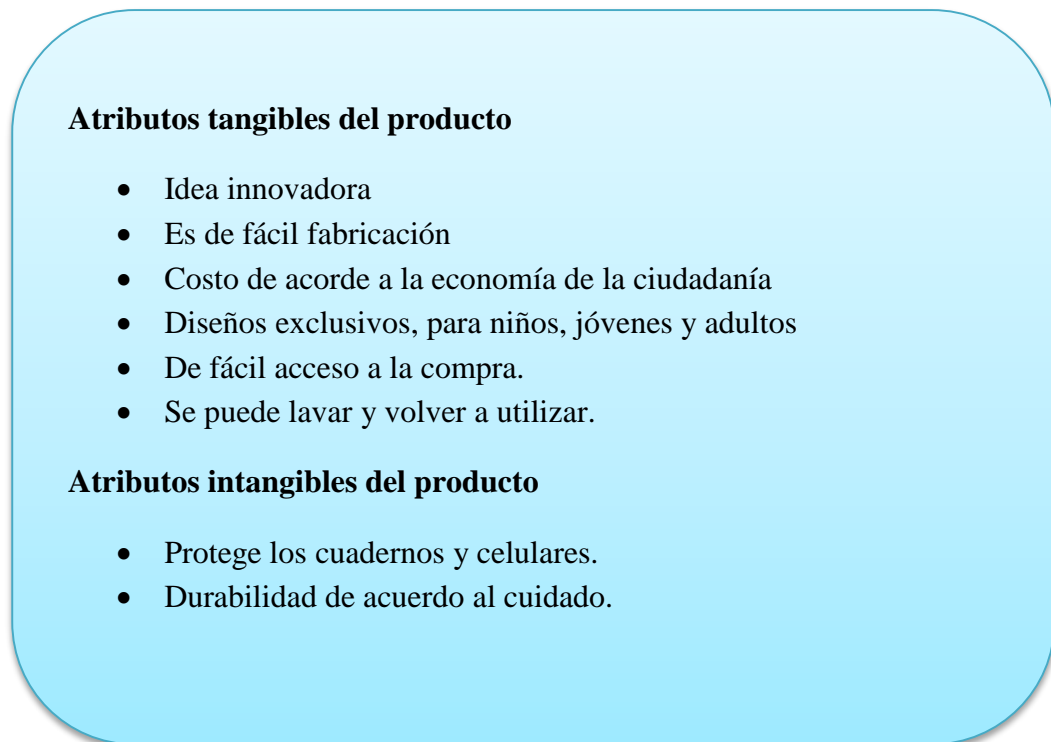 Atributos tangibles del producto
• Idea innovadora
• Es de fácil fabricación
• Costo de acorde a la economía de la ciudadanía
• Diseños exclusivos, para niños, jóvenes y adultos
• De fácil acceso a la compra.
• Se puede lavar y volver a utilizar.
Atributos intangibles del producto
• Protege los cuadernos y celulares.
• Durabilidad de acuerdo al cuidado.